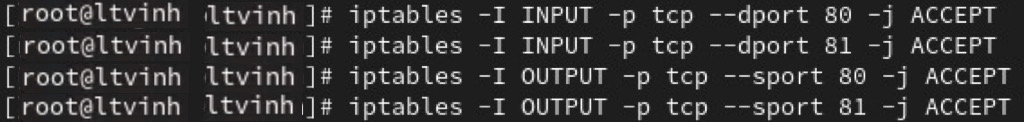 [root@ltvinh ltvinh]# iptables -I INPUT -p tcp --dport 80 -j ACCEPT
[root@ltvinh ltvinh]# iptables -I INPUT -p tcp --dport 81 -j ACCEPT
[root@ltvinh ltvinh]# iptables -I OUTPUT -p tcp --sport 80 -j ACCEPT
[root@ltvinh ltvinh]# iptables -I OUTPUT -p tcp --sport 81 -j ACCEPT